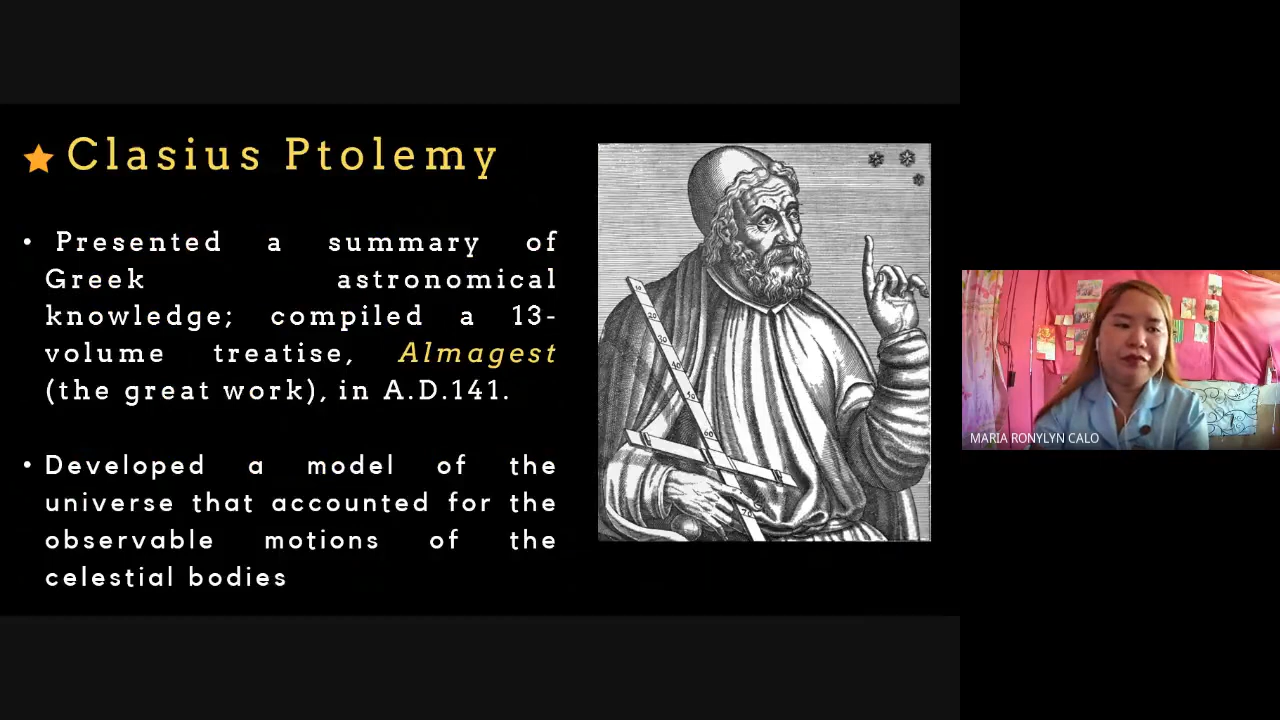 Clasius Ptolemy
• Presented a summary of
Greek astronomical
knowledge; compiled a 13-
volume treatise, Almagest
(the great work), in A.D.141.
• Developed a model of the
universe that accounted for the
observable motions of the
celestial bodies
MARIA RONYLYN CALO